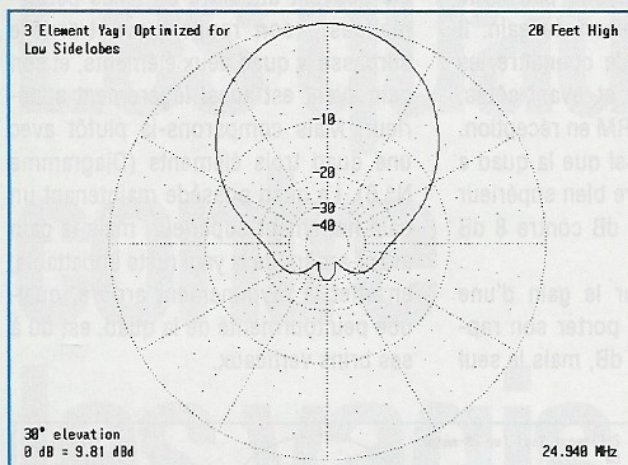 3 Element Yagi Optimized for
Low Sidelobes
20 Feet High
-10
-20
-30
-40
30° elevation
0 dB = 9.81 dBd
24.940 MHz